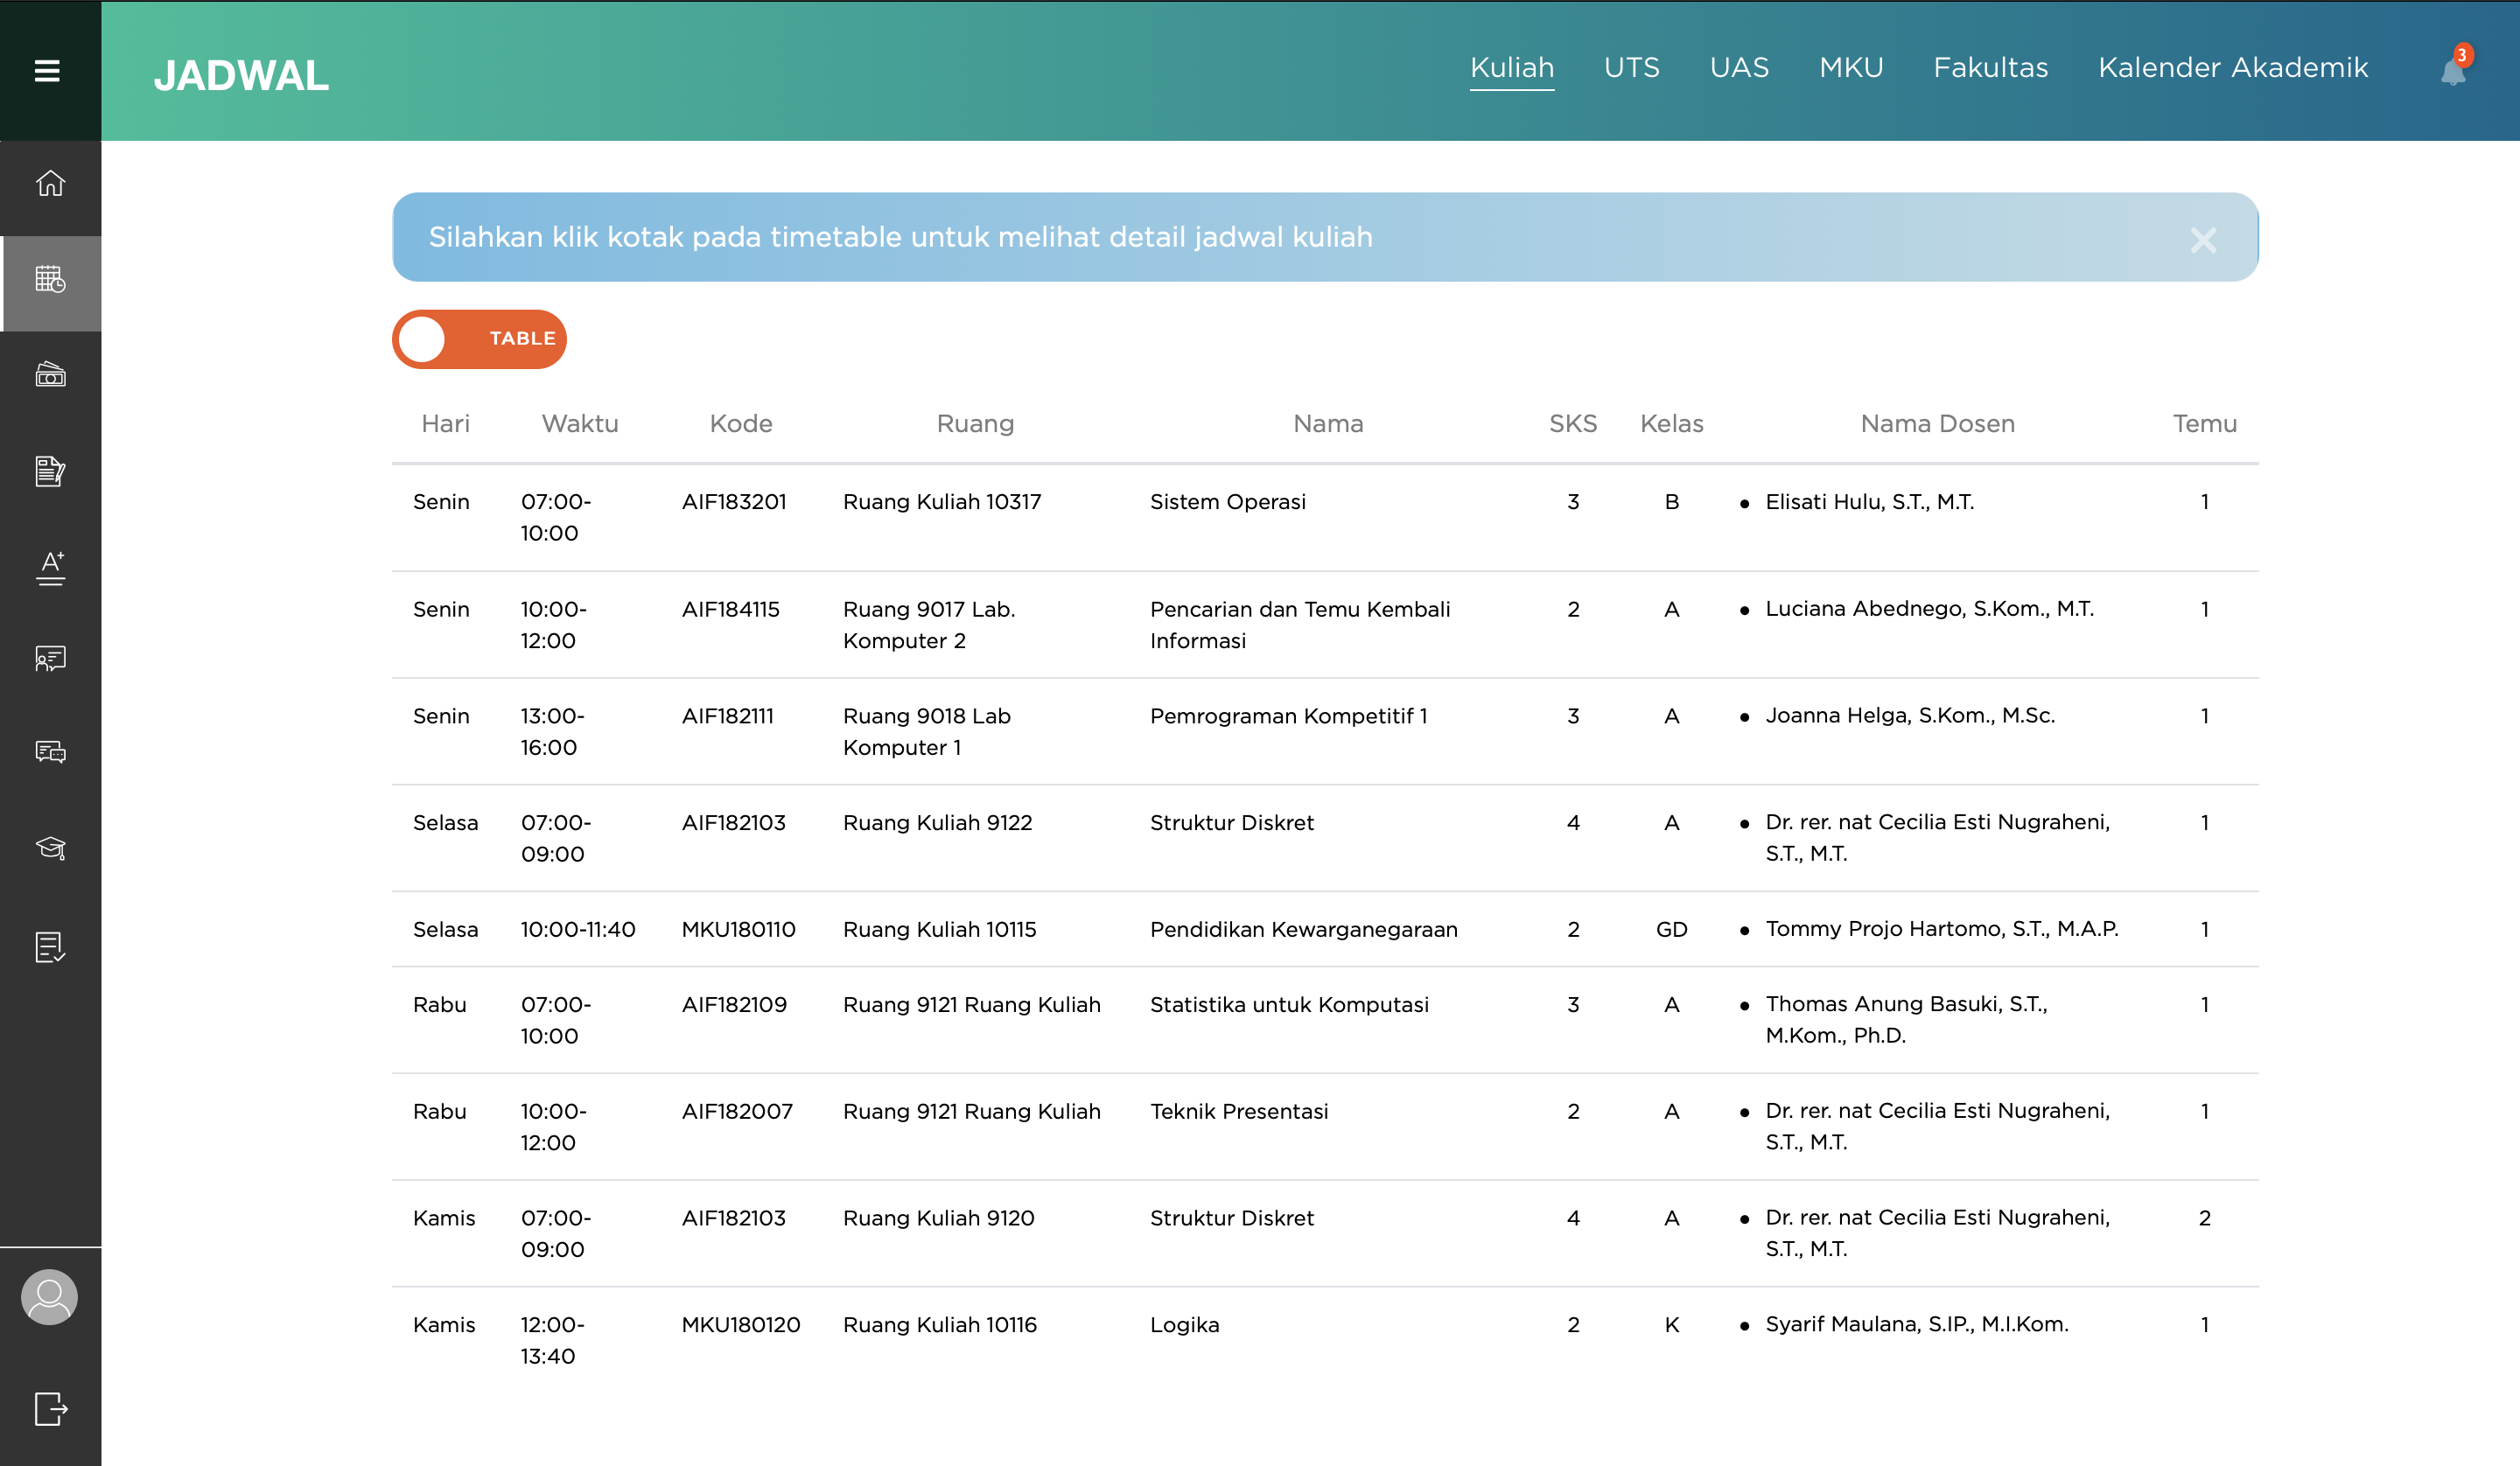 JADWAL
Kuliah UTS UAS MKU Fakultas Kalender Akademik 3
Silahkan klik kotak pada timetable untuk melihat detail jadwal kuliah
TABLE
A+
Hari Waktu Kode Ruang Nama SKS Kelas Nama Dosen Temu
Senin 07:00- AIF183201 Ruang Kuliah 10317 Sistem Operasi 3 B • Elisati Hulu, S.T., M.T. 1
10:00
Senin 10:00- AIF184115 Ruang 9017 Lab. Pencarian dan Temu Kembali 2 A • Luciana Abednego, S.Kom., M.T. 1
12:00 Komputer 2 Informasi
Senin 13:00- AIF182111 Ruang 9018 Lab Pemrograman Kompetitif 1 3 A • Joanna Helga, S.Kom., M.Sc. 1
16:00 Komputer 1
Selasa 07:00- AIF182103 Ruang Kuliah 9122 Struktur Diskret 4 A • Dr. rer. nat Cecilia Esti Nugraheni, 1
09:00 S.T., M.T.
Selasa 10:00-11:40 MKU180110 Ruang Kuliah 10115 Pendidikan Kewarganegaraan 2 GD • Tommy Projo Hartomo, S.T., M.A.P. 1
Rabu 07:00- AIF182109 Ruang 9121 Ruang Kuliah Statistika untuk Komputasi 3 A • Thomas Anung Basuki, S.T., 1
10:00 M.Kom., Ph.D.
Rabu 10:00- AIF182007 Ruang 9121 Ruang Kuliah Teknik Presentasi 2 A • Dr. rer. nat Cecilia Esti Nugraheni, 1
12:00 S.T., M.T.
Kamis 07:00- AIF182103 Ruang Kuliah 9120 Struktur Diskret 4 A • Dr. rer. nat Cecilia Esti Nugraheni, 2
09:00 S.T., M.T.
Kamis 12:00- MKU180120 Ruang Kuliah 10116 Logika 2 K • Syarif Maulana, S.IP., M.I.Kom. 1
13:40